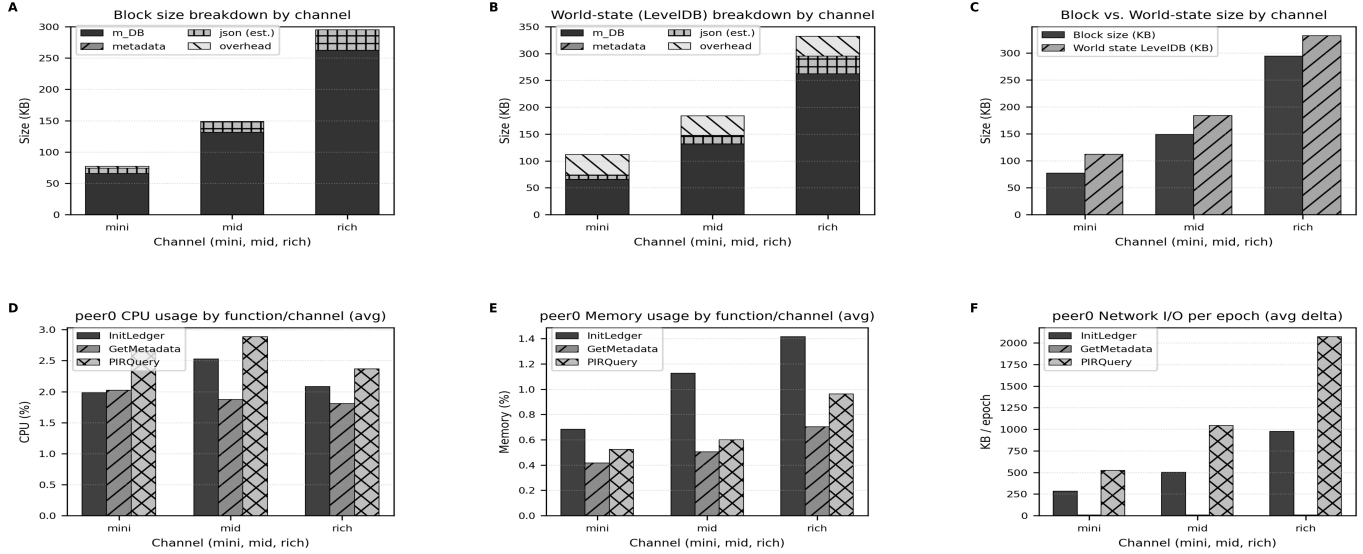 A
Block size breakdown by channel
m_DB
metadata
json (est.)
overhead
Size (KB)
300
250
200
150
100
50
0
mini
mid
rich
Channel (mini, mid, rich)
B
World-state (LevelDB) breakdown by channel
m_DB
metadata
json (est.)
overhead
Size (KB)
350
300
250
200
150
100
50
0
mini
mid
rich
Channel (mini, mid, rich)
C
Block vs. World-state size by channel
Block size (KB)
World state LevelDB (KB)
Size (KB)
300
250
200
150
100
50
0
mini
mid
rich
Channel (mini, mid, rich)
D
peer0 CPU usage by function/channel (avg)
InitLedger
GetMetadata
PIRQuery
CPU (%)
3.0
2.5
2.0
1.5
1.0
0.5
0.0
mini
mid
rich
Channel (mini, mid, rich)
E
peer0 Memory usage by function/channel (avg)
InitLedger
GetMetadata
PIRQuery
Memory (%)
1.4
1.2
1.0
0.8
0.6
0.4
0.2
0.0
mini
mid
rich
Channel (mini, mid, rich)
F
peer0 Network I/O per epoch (avg delta)
InitLedger
GetMetadata
PIRQuery
KB / epoch
2000
1750
1500
1250
1000
750
500
250
0
mini
mid
rich
Channel (mini, mid, rich)